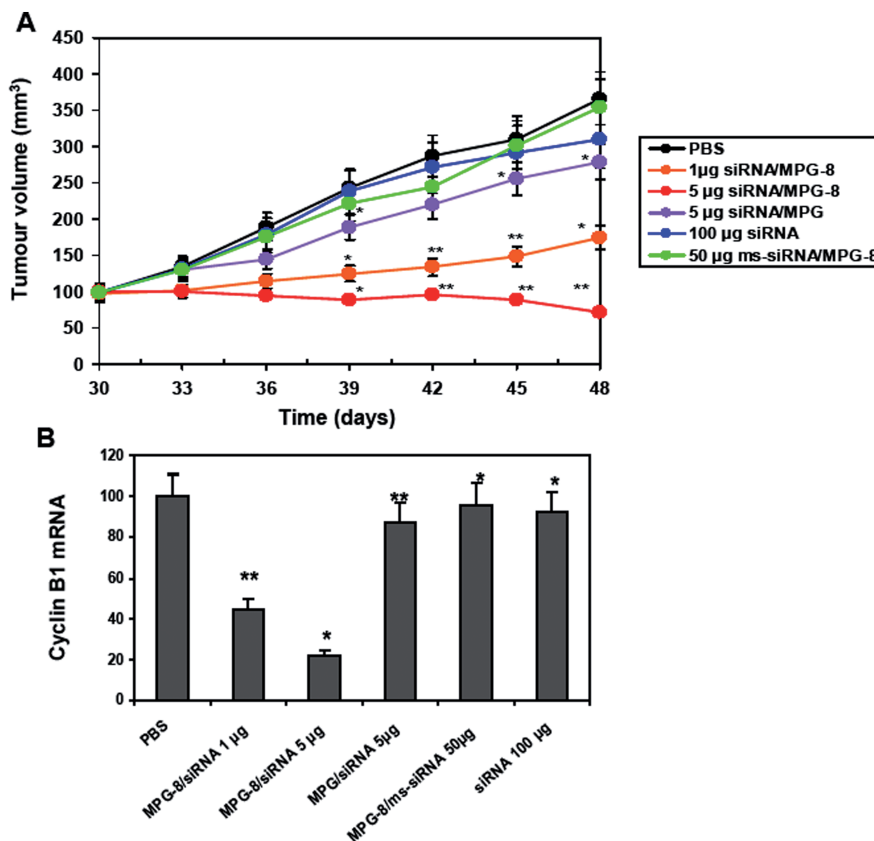 A
Tumour volume (mm³)
450
400
350
300
250
200
150
100
50
0
* * *
* ** ** *
* ** ** **
30 33 36 39 42 45 48
Time (days)
PBS
1µg siRNA/MPG-8
5 µg siRNA/MPG-8
5 µg siRNA/MPG
100 µg siRNA
50 µg ms-siRNA/MPG-8
B
Cyclin B1 mRNA
120
100
80
60
40
20
0
** * ** * *
PBS
MPG-8/siRNA 1 µg
MPG-8/siRNA 5 µg
MPG/siRNA 5µg
MPG-8/ms-siRNA 50µg
siRNA 100 µg